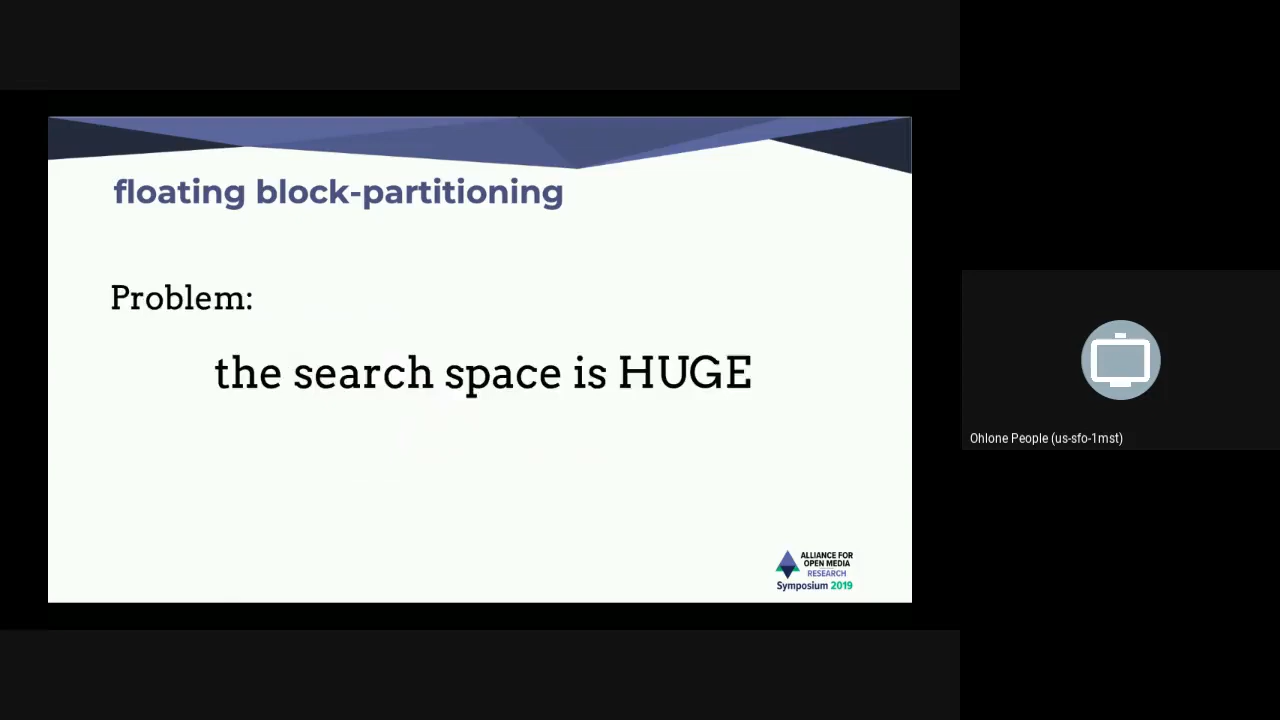 floating block-partitioning
Problem:
the search space is HUGE
ALLIANCE FOR
OPEN MEDIA
RESEARCH
Symposium 2019
Ohlone People (us-sfo-1mst)